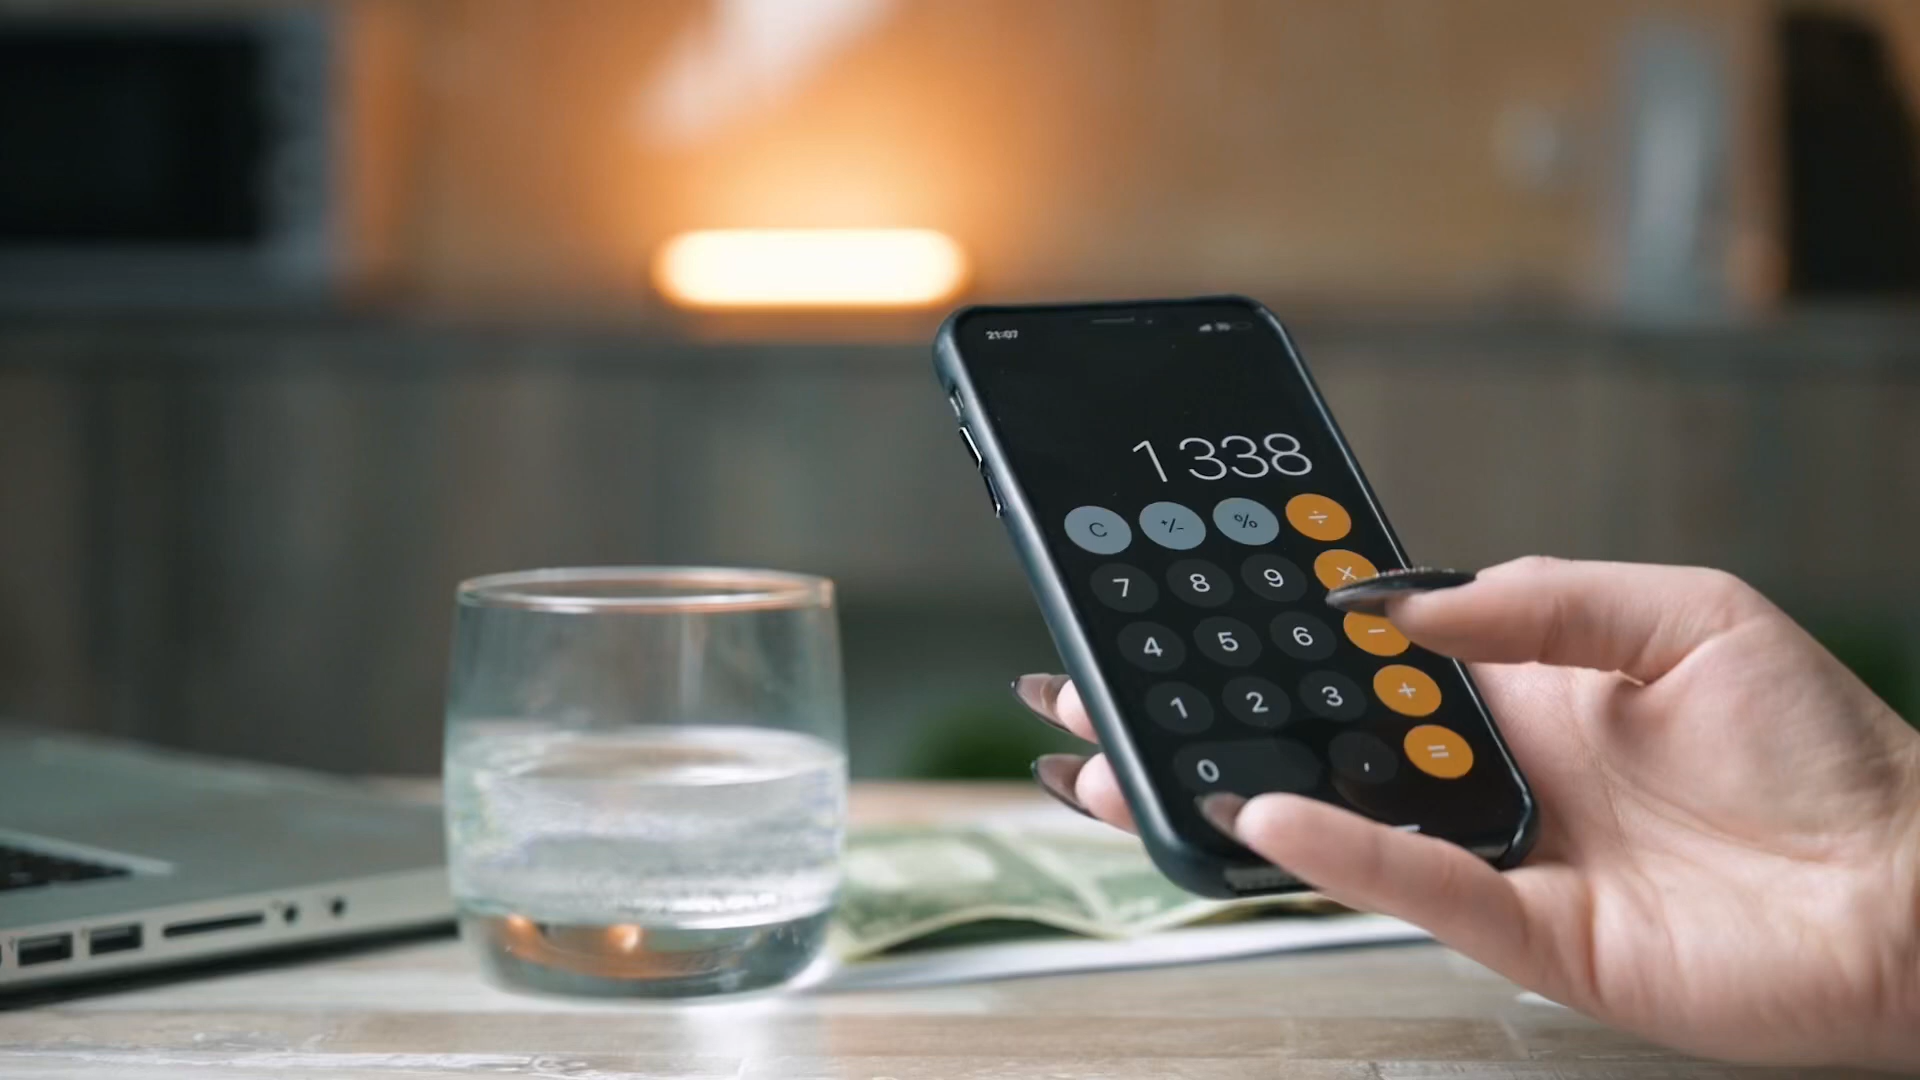 21:07
1 338
C +/- % ÷
7 8 9 ×
4 5 6 −
1 2 3 +
0 , =